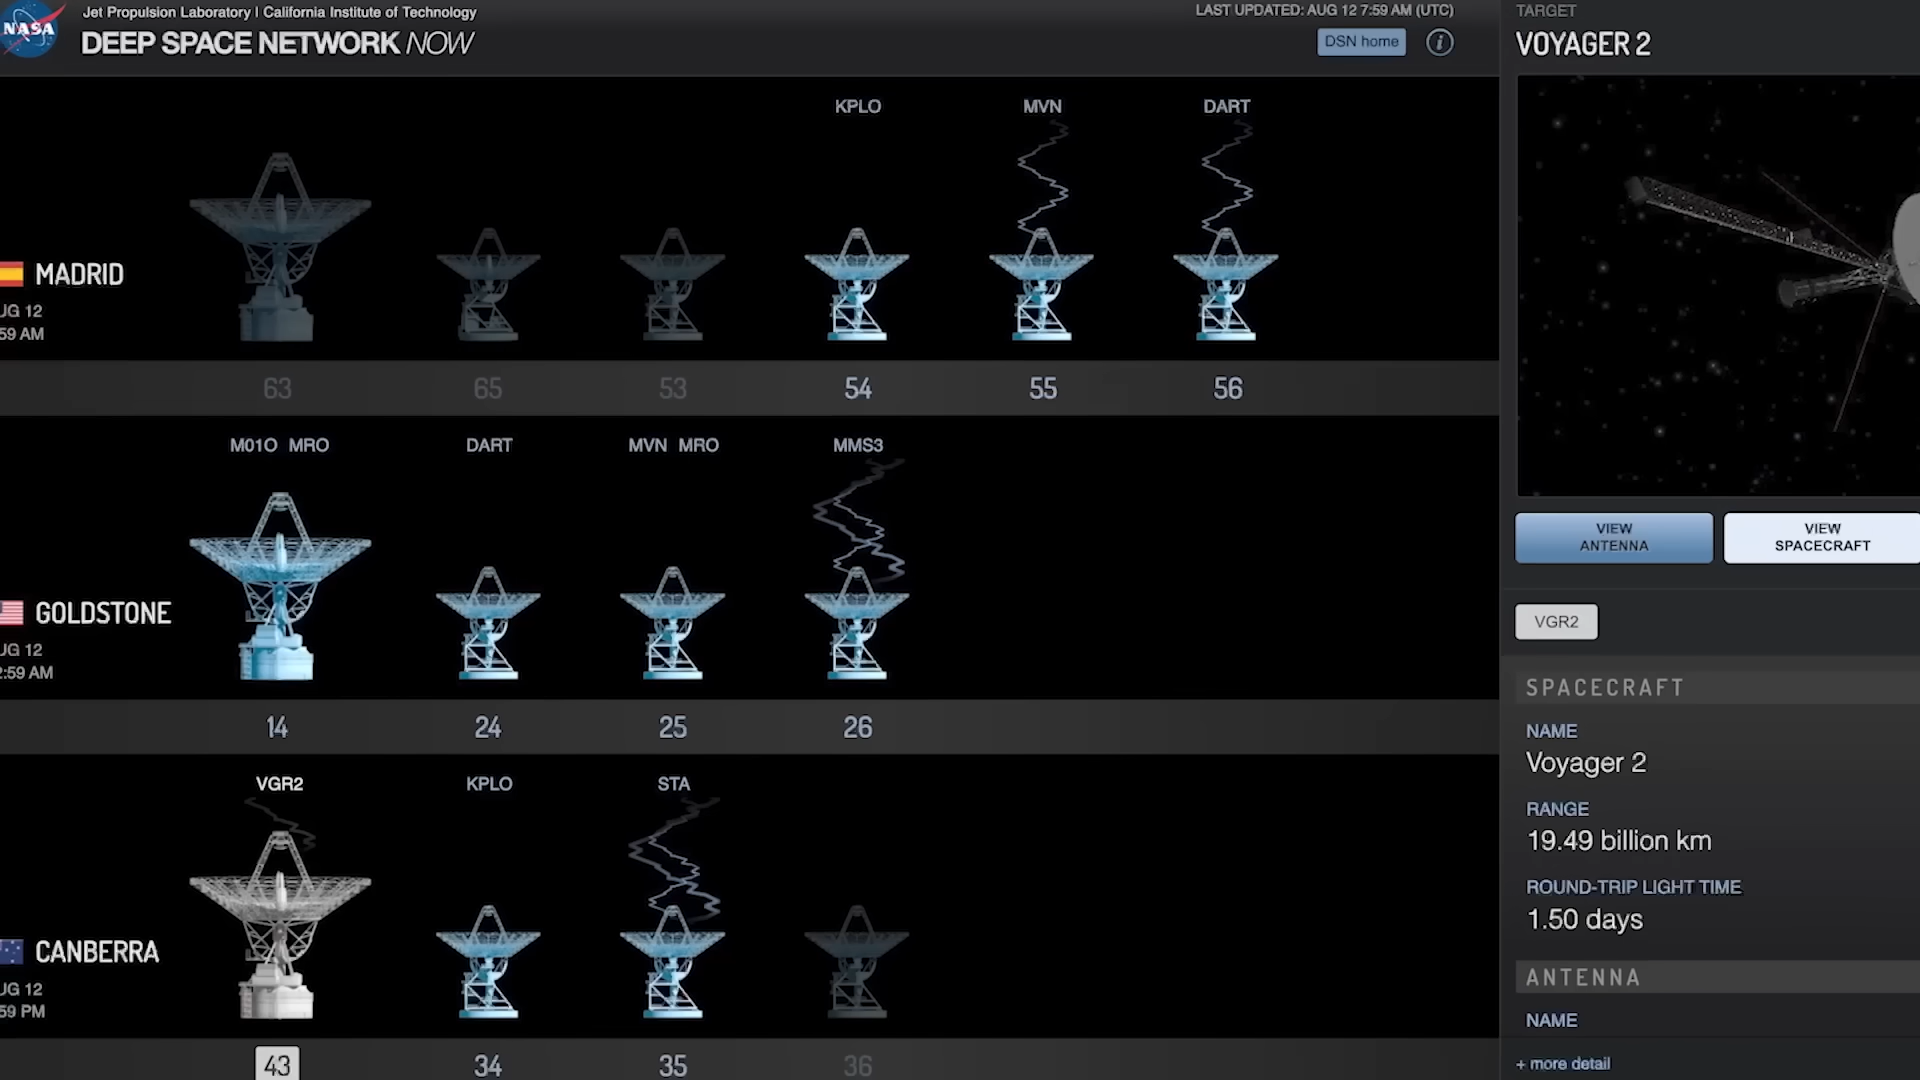 NASA
Jet Propulsion Laboratory | California Institute of Technology
DEEP SPACE NETWORK NOW
LAST UPDATED: AUG 12 7:59 AM (UTC)
DSN home
i
TARGET
VOYAGER 2
KPLO MVN DART
MADRID
UG 12
59 AM
63 65 53 54 55 56
M01O MRO DART MVN MRO MMS3
GOLDSTONE
UG 12
:59 AM
14 24 25 26
VGR2 KPLO STA
CANBERRA
UG 12
59 PM
43 34 35 36
VIEW
ANTENNA
VIEW
SPACECRAFT
VGR2
SPACECRAFT
NAME
Voyager 2
RANGE
19.49 billion km
ROUND-TRIP LIGHT TIME
1.50 days
ANTENNA
NAME
+ more detail